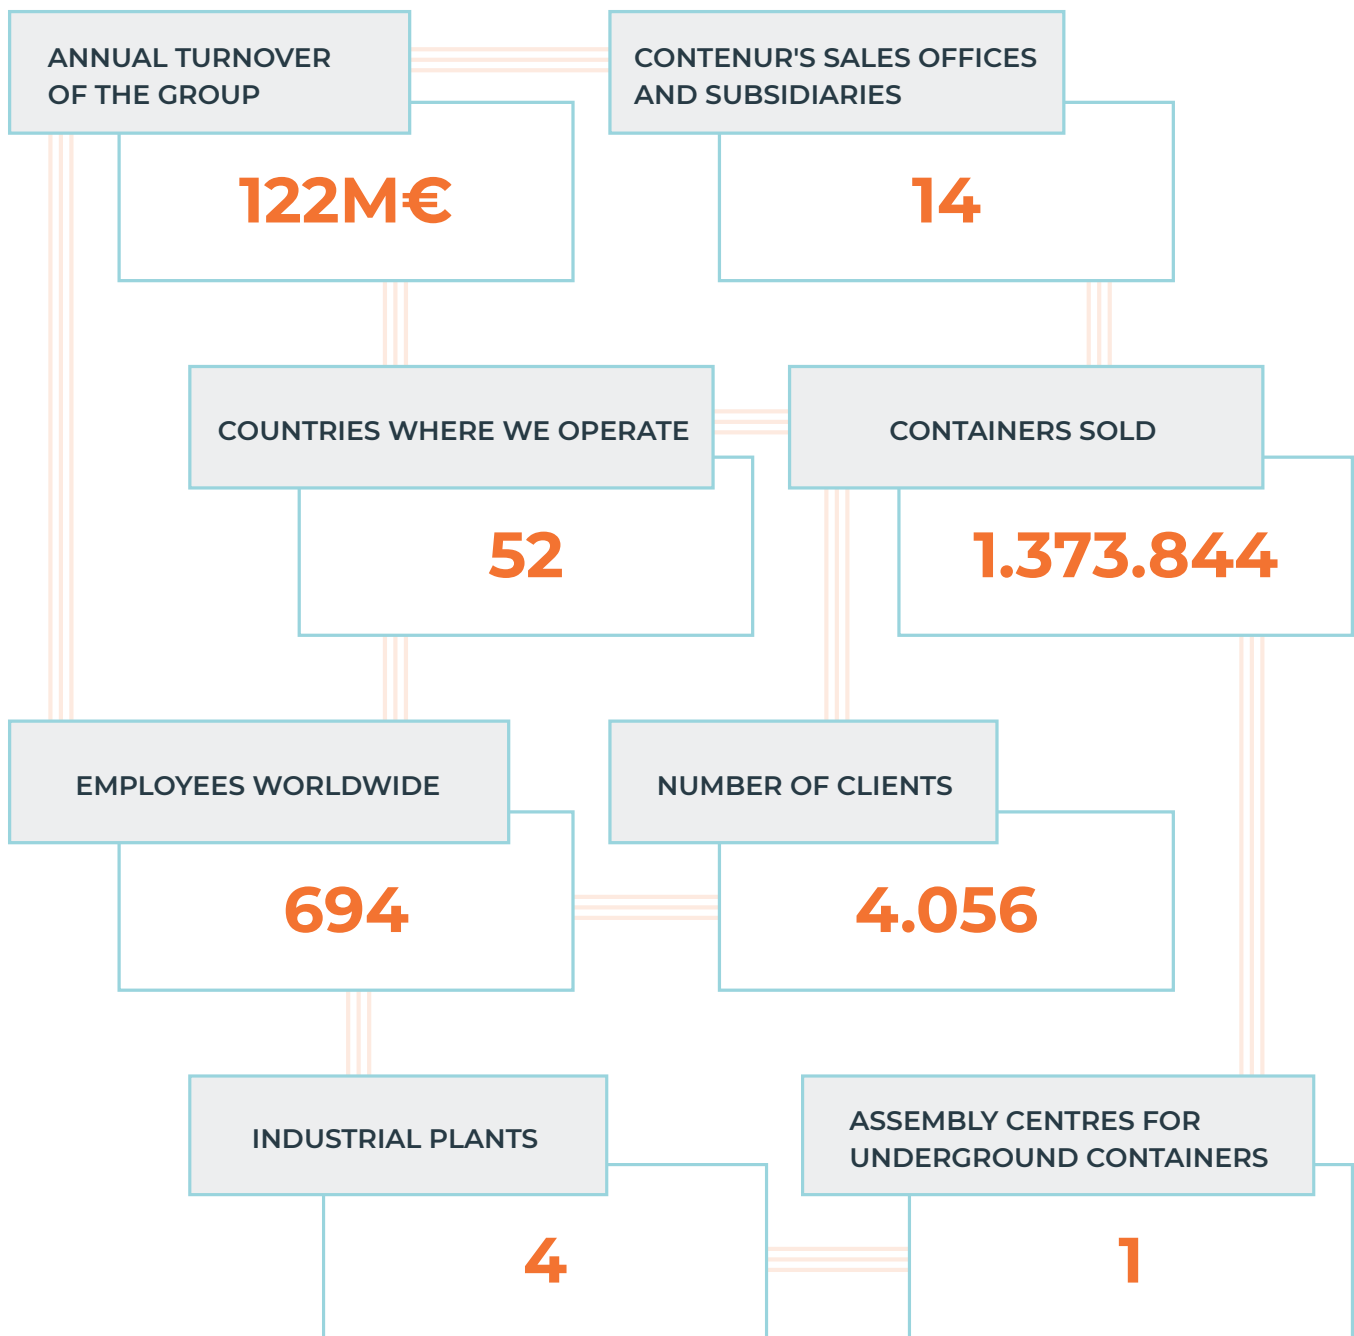 ANNUAL TURNOVER
OF THE GROUP
122M€
CONTENUR'S SALES OFFICES
AND SUBSIDIARIES
14
COUNTRIES WHERE WE OPERATE
52
CONTAINERS SOLD
1.373.844
EMPLOYEES WORLDWIDE
694
NUMBER OF CLIENTS
4.056
INDUSTRIAL PLANTS
4
ASSEMBLY CENTRES FOR
UNDERGROUND CONTAINERS
1